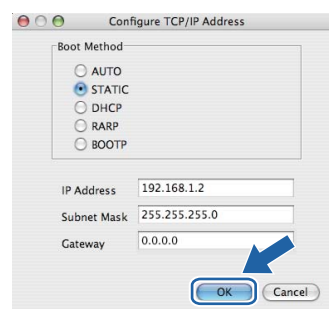 Configure TCP/IP Address
Boot Method
AUTO
STATIC
DHCP
RARP
BOOTP
IP Address 192.168.1.2
Subnet Mask 255.255.255.0
Gateway 0.0.0.0
OK Cancel